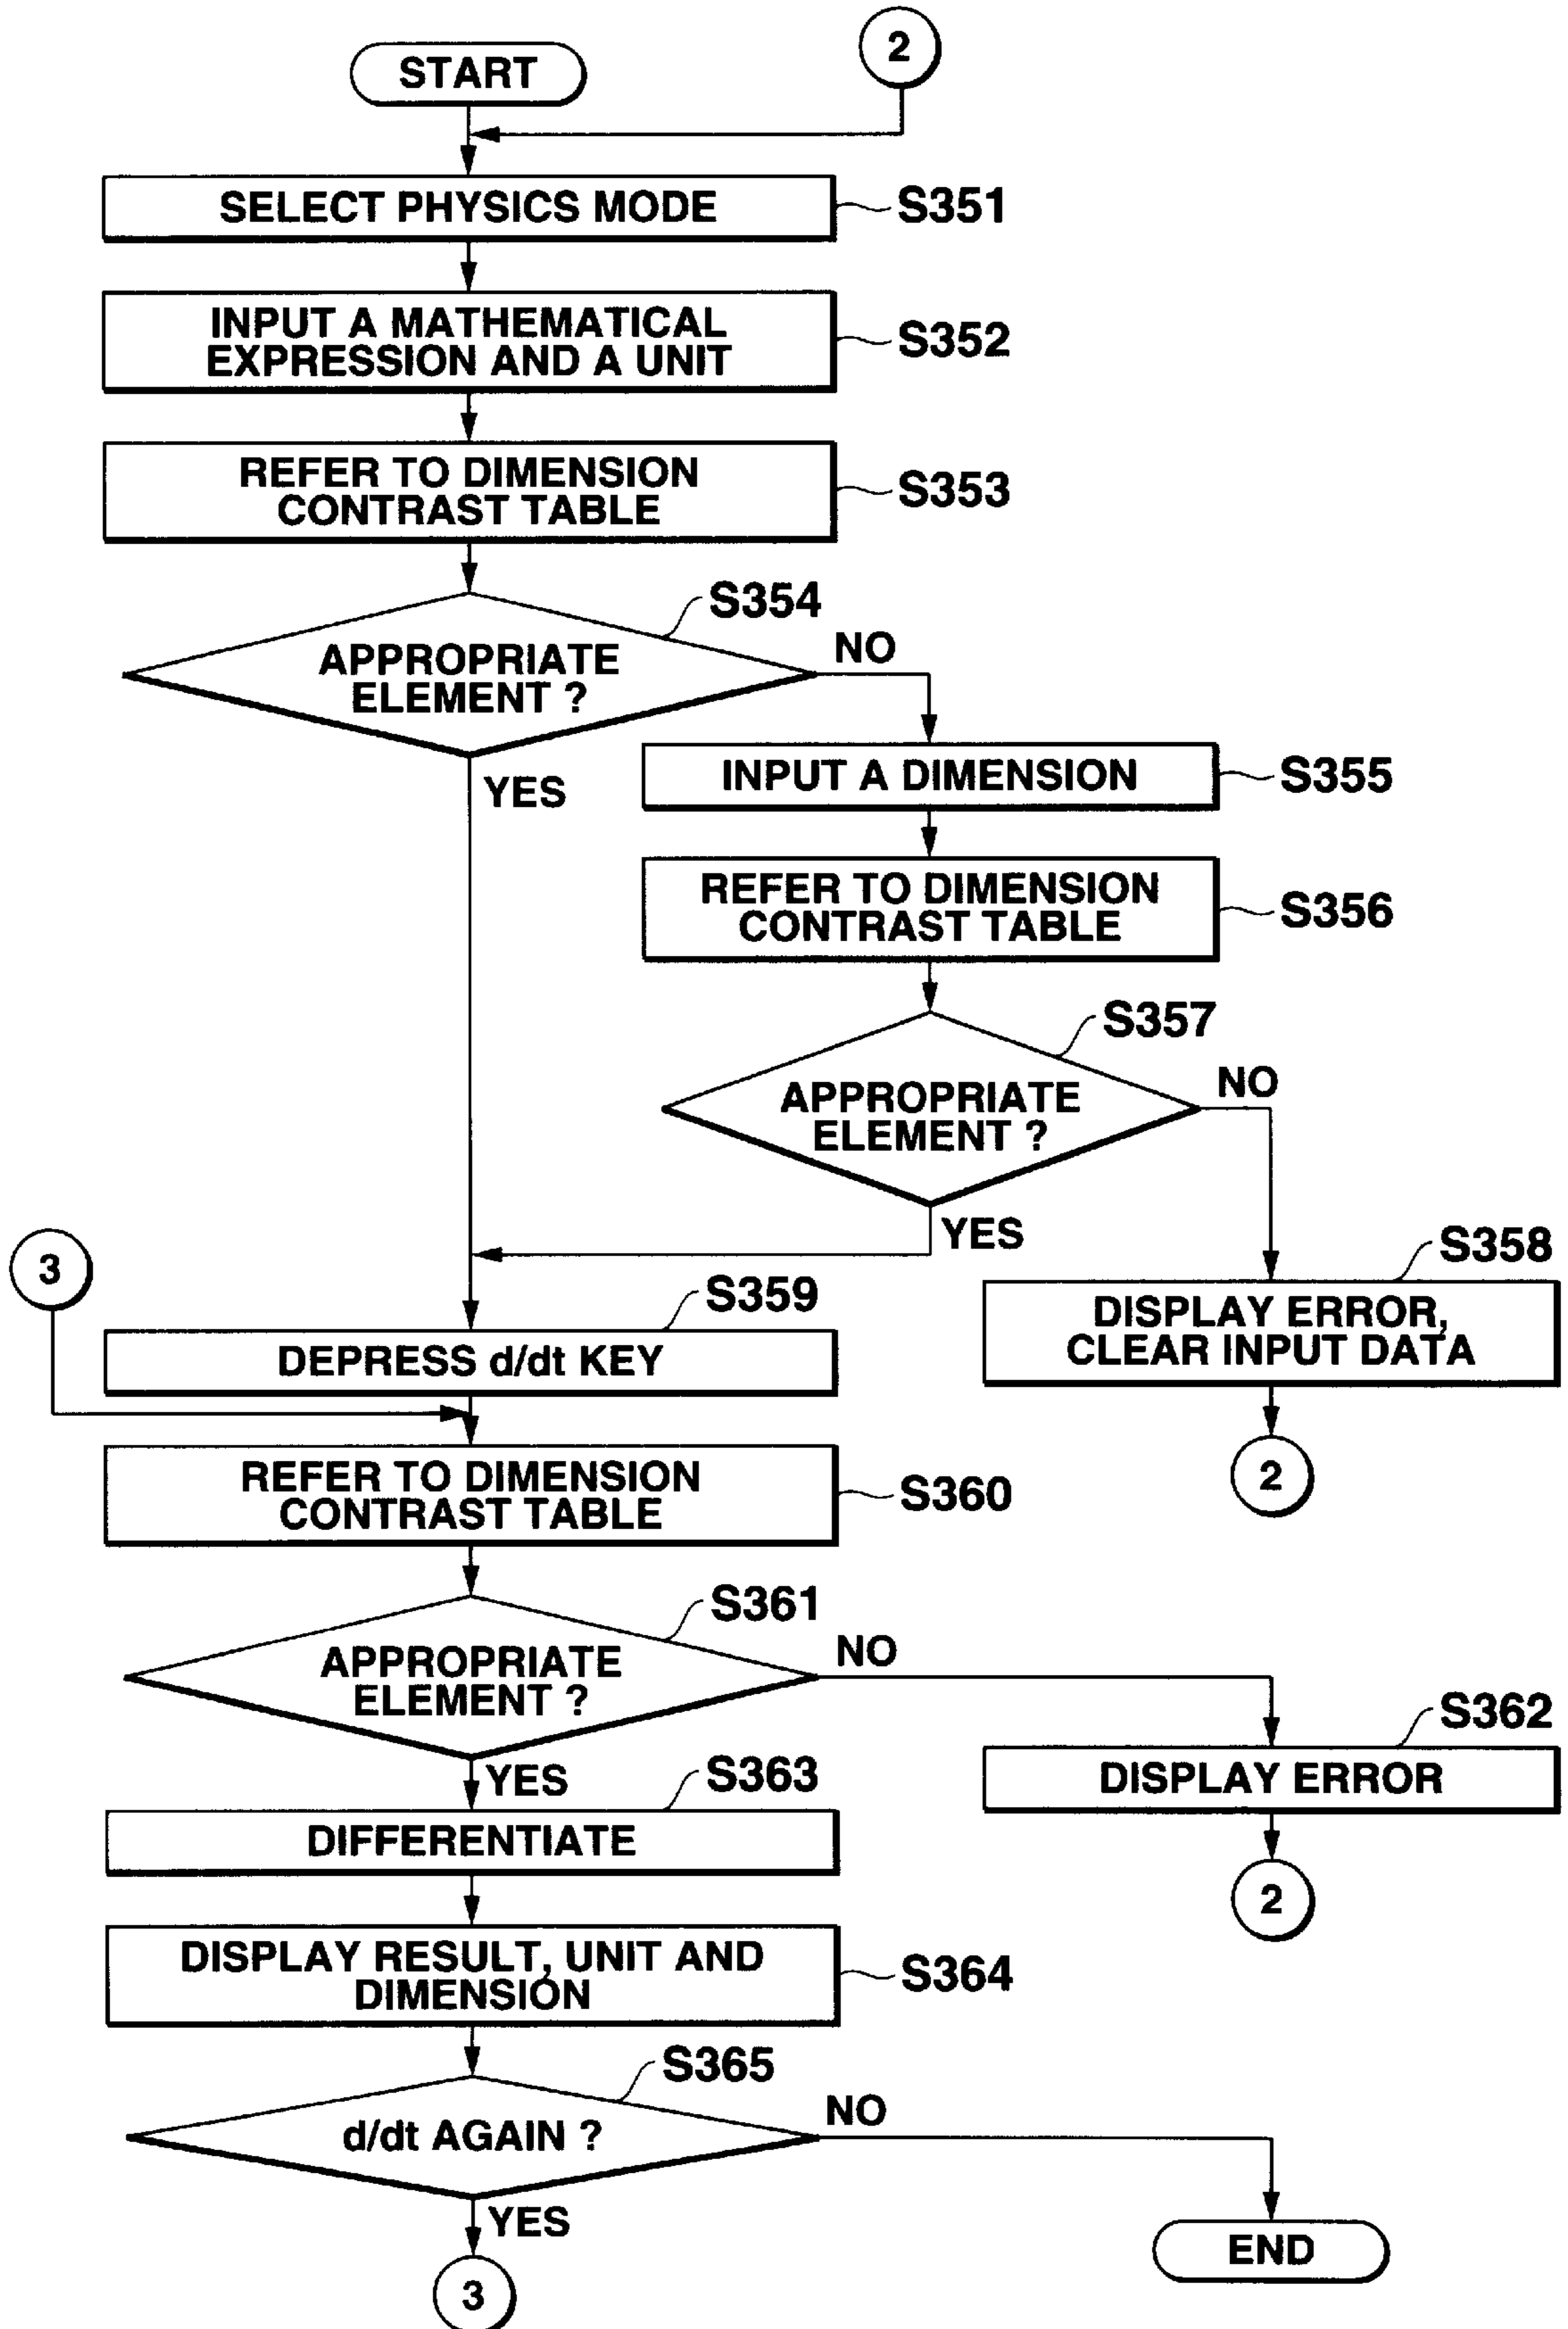 START
2
SELECT PHYSICS MODE
S351
INPUT A MATHEMATICAL
EXPRESSION AND A UNIT
S352
REFER TO DIMENSION
CONTRAST TABLE
S353
S354
APPROPRIATE
ELEMENT ?
NO
YES
INPUT A DIMENSION
S355
REFER TO DIMENSION
CONTRAST TABLE
S356
S357
APPROPRIATE
ELEMENT ?
NO
YES
3
S358
DISPLAY ERROR,
CLEAR INPUT DATA
2
S359
DEPRESS d/dt KEY
REFER TO DIMENSION
CONTRAST TABLE
S360
S361
APPROPRIATE
ELEMENT ?
NO
YES
S362
DISPLAY ERROR
2
S363
DIFFERENTIATE
DISPLAY RESULT, UNIT AND
DIMENSION
S364
S365
d/dt AGAIN ?
NO
YES
END
3